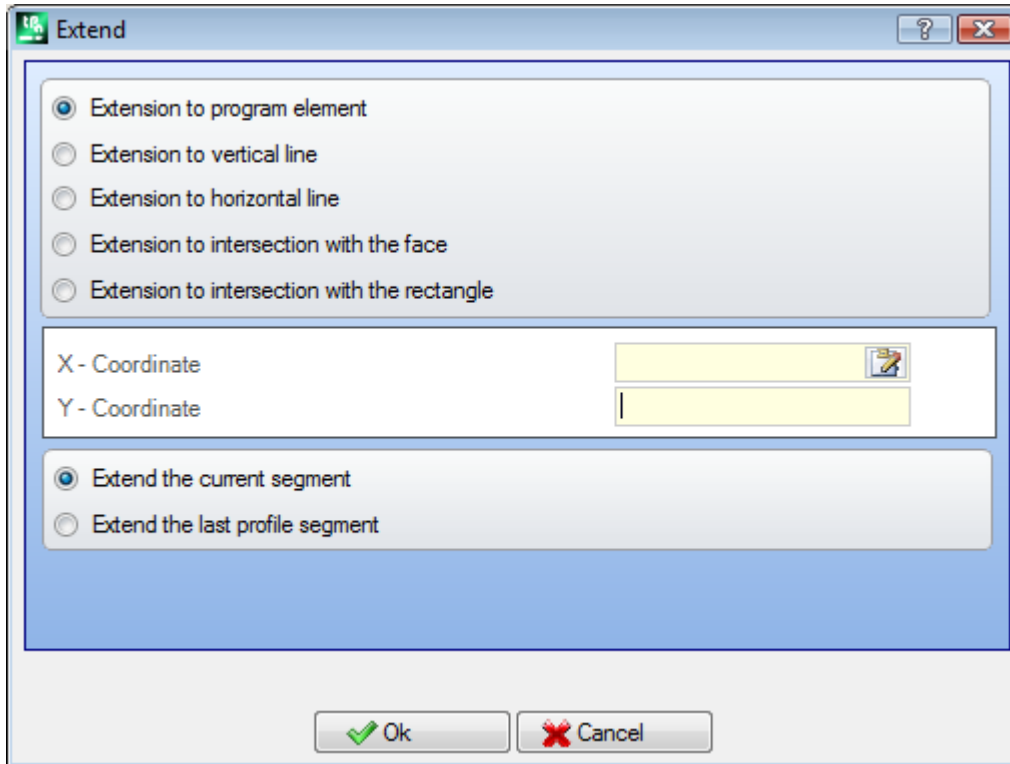 Extend
Extension to program element
Extension to vertical line
Extension to horizontal line
Extension to intersection with the face
Extension to intersection with the rectangle
X - Coordinate
Y - Coordinate
Extend the current segment
Extend the last profile segment
Ok
Cancel